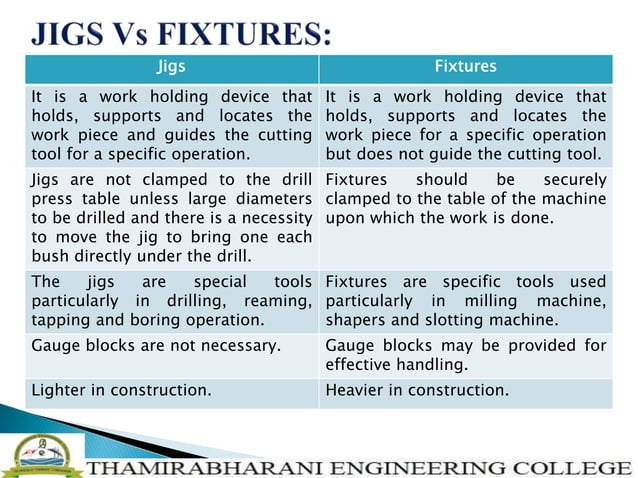 JIGS Vs FIXTURES:
Jigs
Fixtures
It is a work holding device that
holds, supports and locates the
work piece and guides the cutting
tool for a specific operation.
It is a work holding device that
holds, supports and locates the
work piece for a specific operation
but does not guide the cutting tool.
Jigs are not clamped to the drill
press table unless large diameters
to be drilled and there is a necessity
to move the jig to bring one each
bush directly under the drill.
Fixtures should be securely
clamped to the table of the machine
upon which the work is done.
The jigs are special tools
particularly in drilling, reaming,
tapping and boring operation.
Fixtures are specific tools used
particularly in milling machine,
shapers and slotting machine.
Gauge blocks are not necessary.
Gauge blocks may be provided for
effective handling.
Lighter in construction.
Heavier in construction.
THAMIRABHARANI ENGINEERING COLLEGE